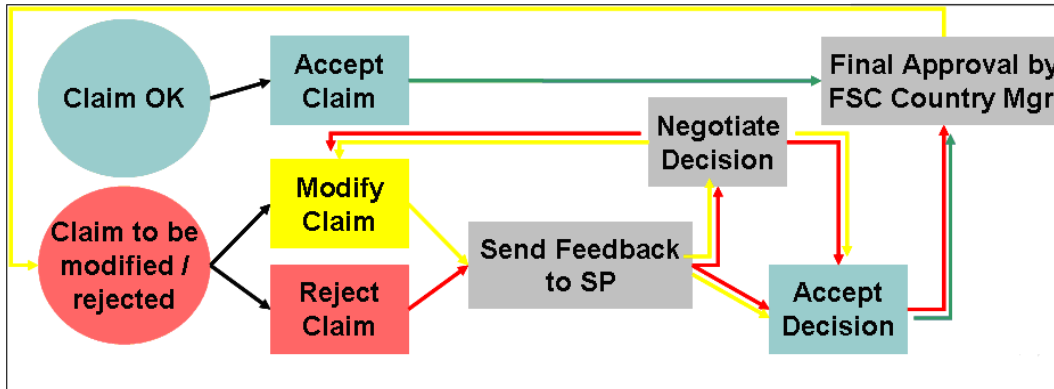 Claim OK
Accept
Claim
Final Approval by
FSC Country Mgr
Negotiate
Decision
Modify
Claim
Claim to be
modified /
rejected
Send Feedback
to SP
Reject
Claim
Accept
Decision